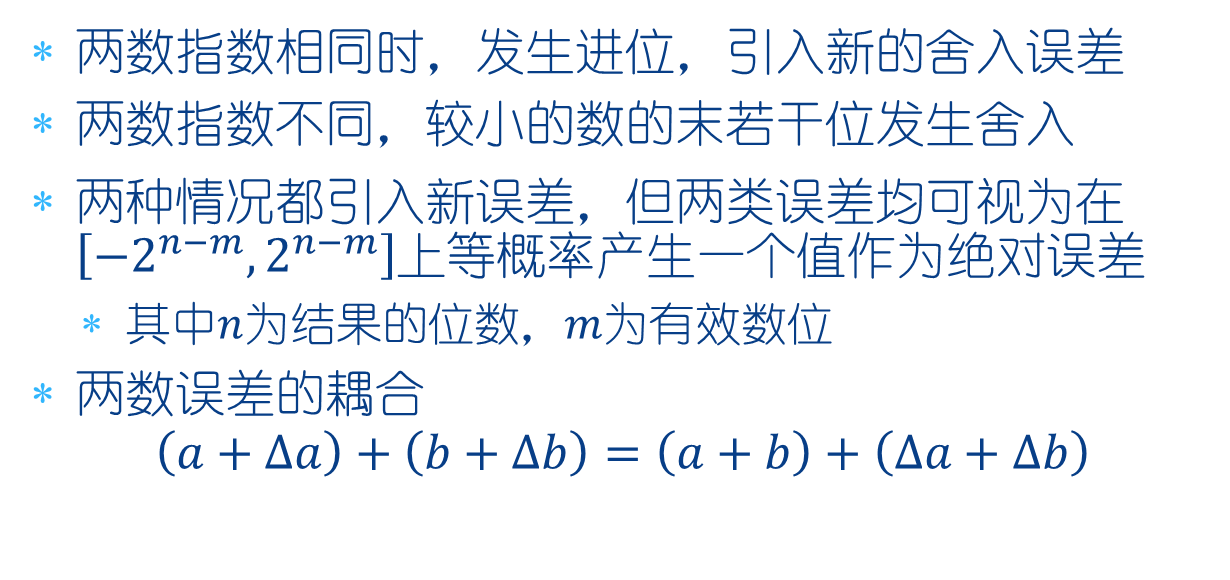 * 两数指数相同时，发生进位，引入新的舍入误差
* 两数指数不同，较小的数的末若干位发生舍入
* 两种情况都引入新误差，但两类误差均可视为在
[−2^{n−m}, 2^{n−m}]上等概率产生一个值作为绝对误差
* 其中n为结果的位数，m为有效数位
* 两数误差的耦合
(a + Δa) + (b + Δb) = (a + b) + (Δa + Δb)